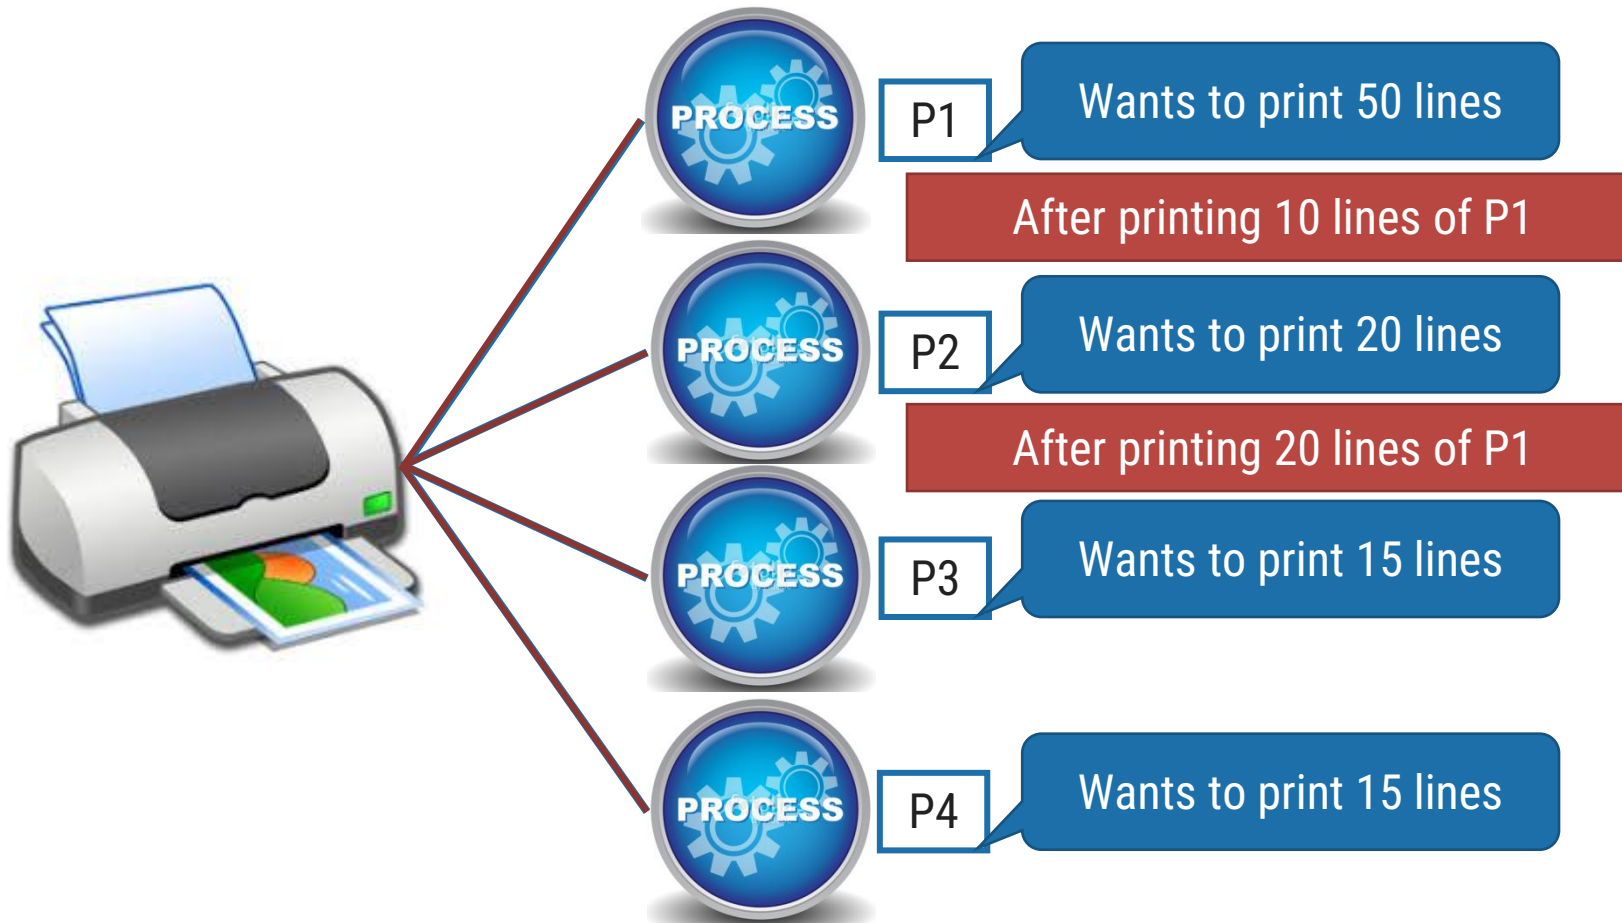 PROCESS
P1
Wants to print 50 lines
After printing 10 lines of P1
PROCESS
P2
Wants to print 20 lines
After printing 20 lines of P1
PROCESS
P3
Wants to print 15 lines
PROCESS
P4
Wants to print 15 lines